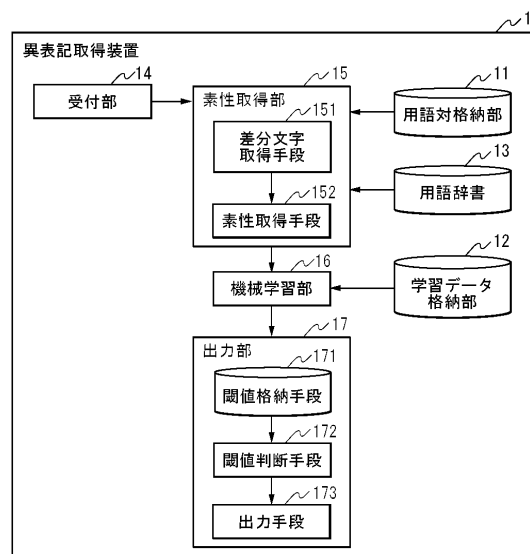 1
異表記取得装置
14
受付部
15
素性取得部
151
差分文字
取得手段
152
素性取得手段
11
用語対格納部
13
用語辞書
12
学習データ
格納部
16
機械学習部
17
出力部
171
閾値格納手段
172
閾値判断手段
173
出力手段